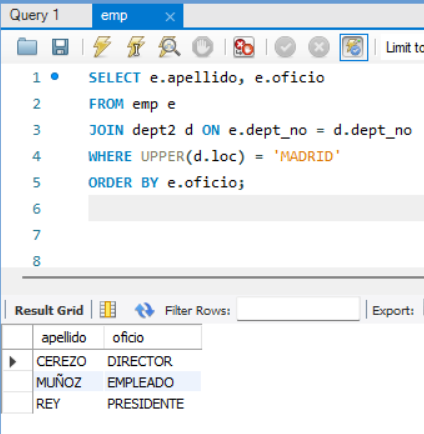 Query 1 emp
Limit to
1 SELECT e.apellido, e.oficio
2 FROM emp e
3 JOIN dept2 d ON e.dept_no = d.dept_no
4 WHERE UPPER(d.loc) = 'MADRID'
5 ORDER BY e.oficio;
6
7
8
Result Grid Filter Rows: Export:
apellido oficio
CEREZO DIRECTOR
MUÑOZ EMPLEADO
REY PRESIDENTE